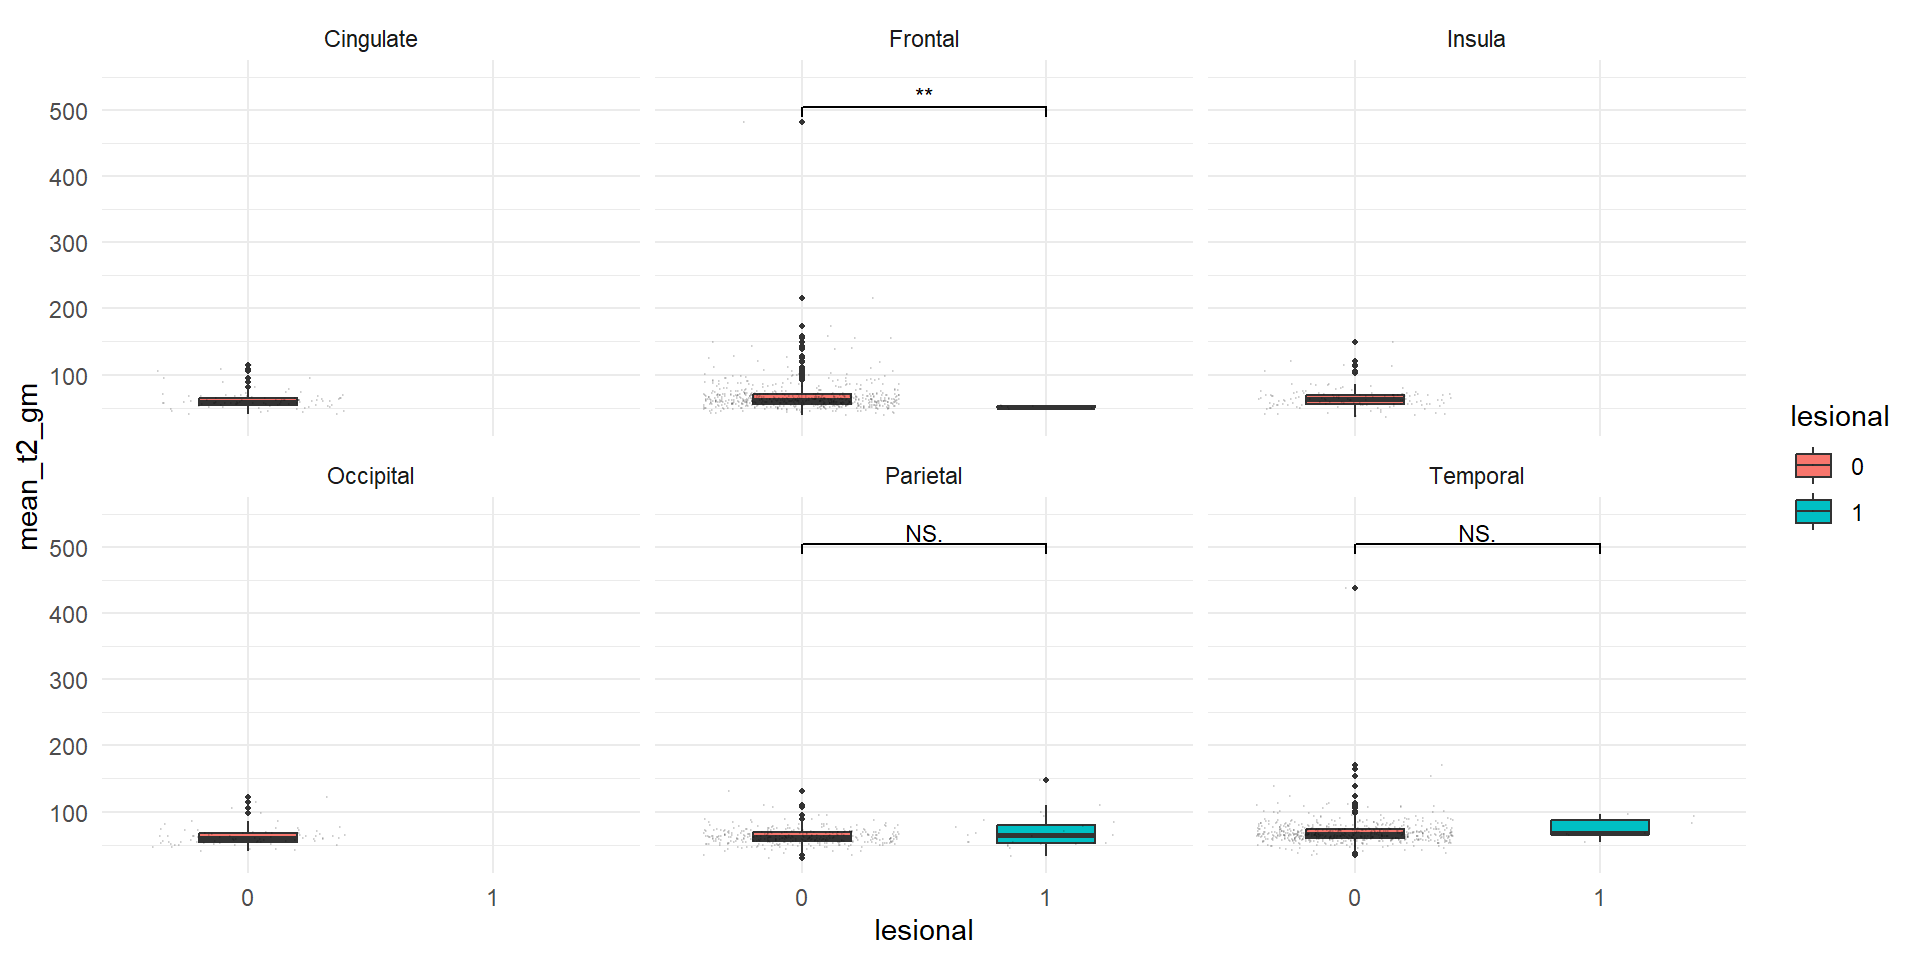 Cingulate
Frontal
Insula
500
400
300
200
100
**
mean_t2_gm
Occipital
Parietal
Temporal
500
400
300
200
100
NS.
NS.
0
1
0
1
0
1
lesional
lesional
0
1